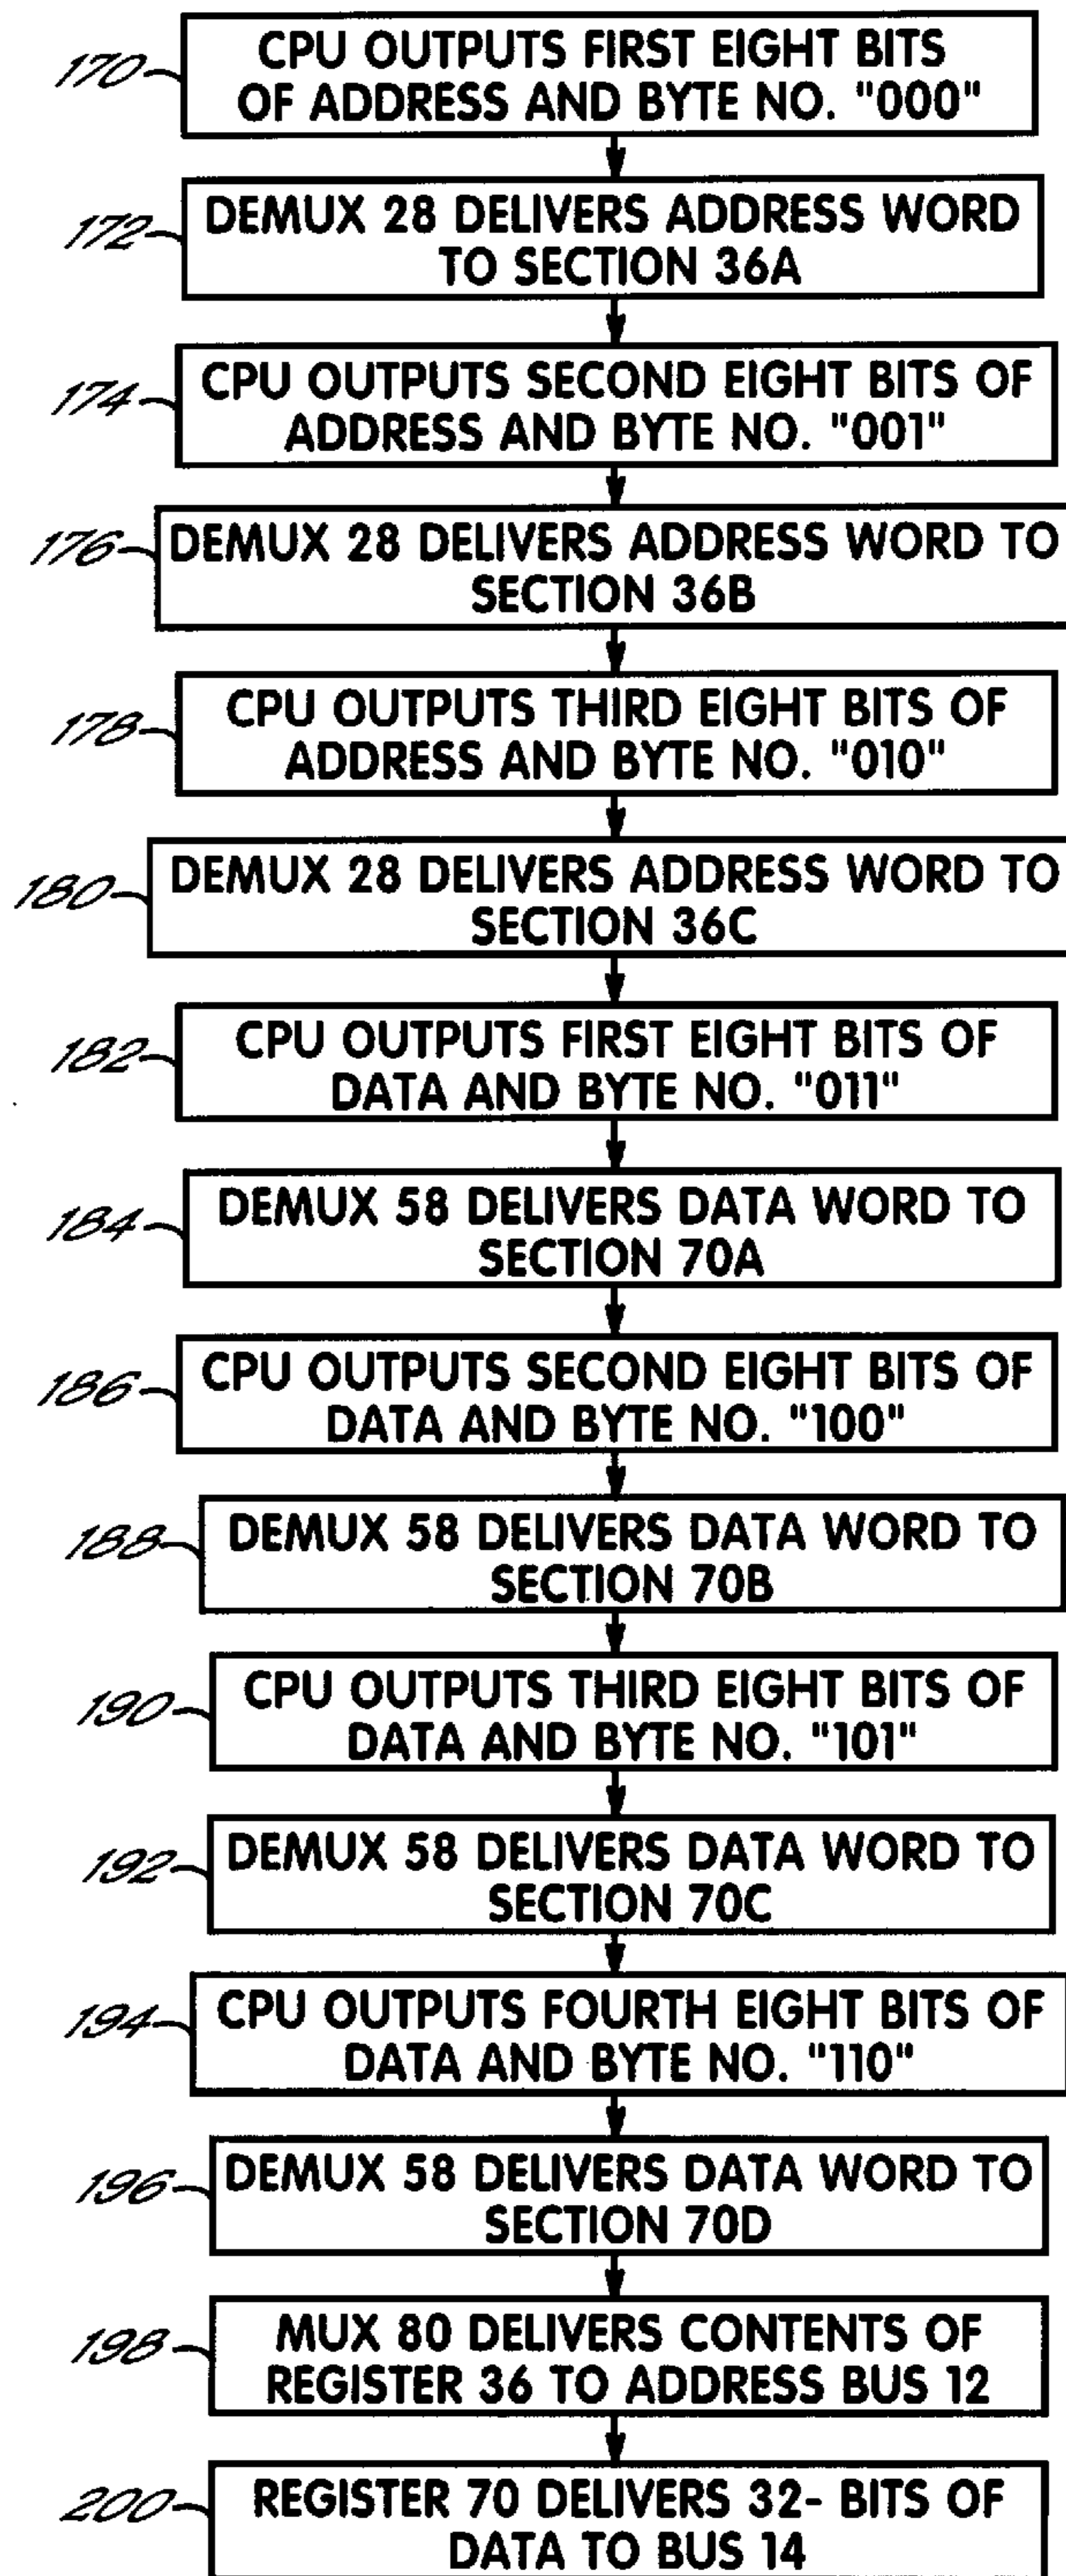 170
CPU OUTPUTS FIRST EIGHT BITS
OF ADDRESS AND BYTE NO. "000"
172
DEMUX 28 DELIVERS ADDRESS WORD
TO SECTION 36A
174
CPU OUTPUTS SECOND EIGHT BITS OF
ADDRESS AND BYTE NO. "001"
176
DEMUX 28 DELIVERS ADDRESS WORD TO
SECTION 36B
178
CPU OUTPUTS THIRD EIGHT BITS OF
ADDRESS AND BYTE NO. "010"
180
DEMUX 28 DELIVERS ADDRESS WORD TO
SECTION 36C
182
CPU OUTPUTS FIRST EIGHT BITS OF
DATA AND BYTE NO. "011"
184
DEMUX 58 DELIVERS DATA WORD TO
SECTION 70A
186
CPU OUTPUTS SECOND EIGHT BITS OF
DATA AND BYTE NO. "100"
188
DEMUX 58 DELIVERS DATA WORD TO
SECTION 70B
190
CPU OUTPUTS THIRD EIGHT BITS OF
DATA AND BYTE NO. "101"
192
DEMUX 58 DELIVERS DATA WORD TO
SECTION 70C
194
CPU OUTPUTS FOURTH EIGHT BITS OF
DATA AND BYTE NO. "110"
196
DEMUX 58 DELIVERS DATA WORD TO
SECTION 70D
198
MUX 80 DELIVERS CONTENTS OF
REGISTER 36 TO ADDRESS BUS 12
200
REGISTER 70 DELIVERS 32- BITS OF
DATA TO BUS 14